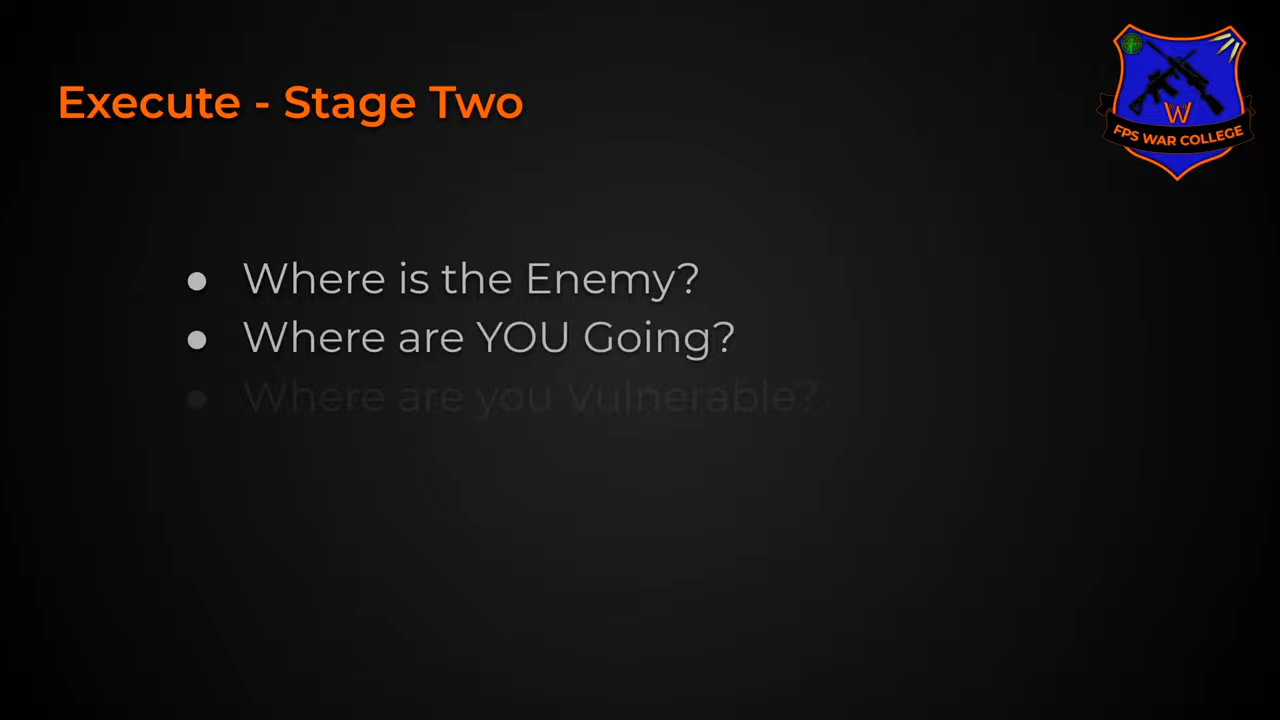 Execute - Stage Two
W
FPS WAR COLLEGE
● Where is the Enemy?
● Where are YOU Going?
● Where are you Vulnerable?